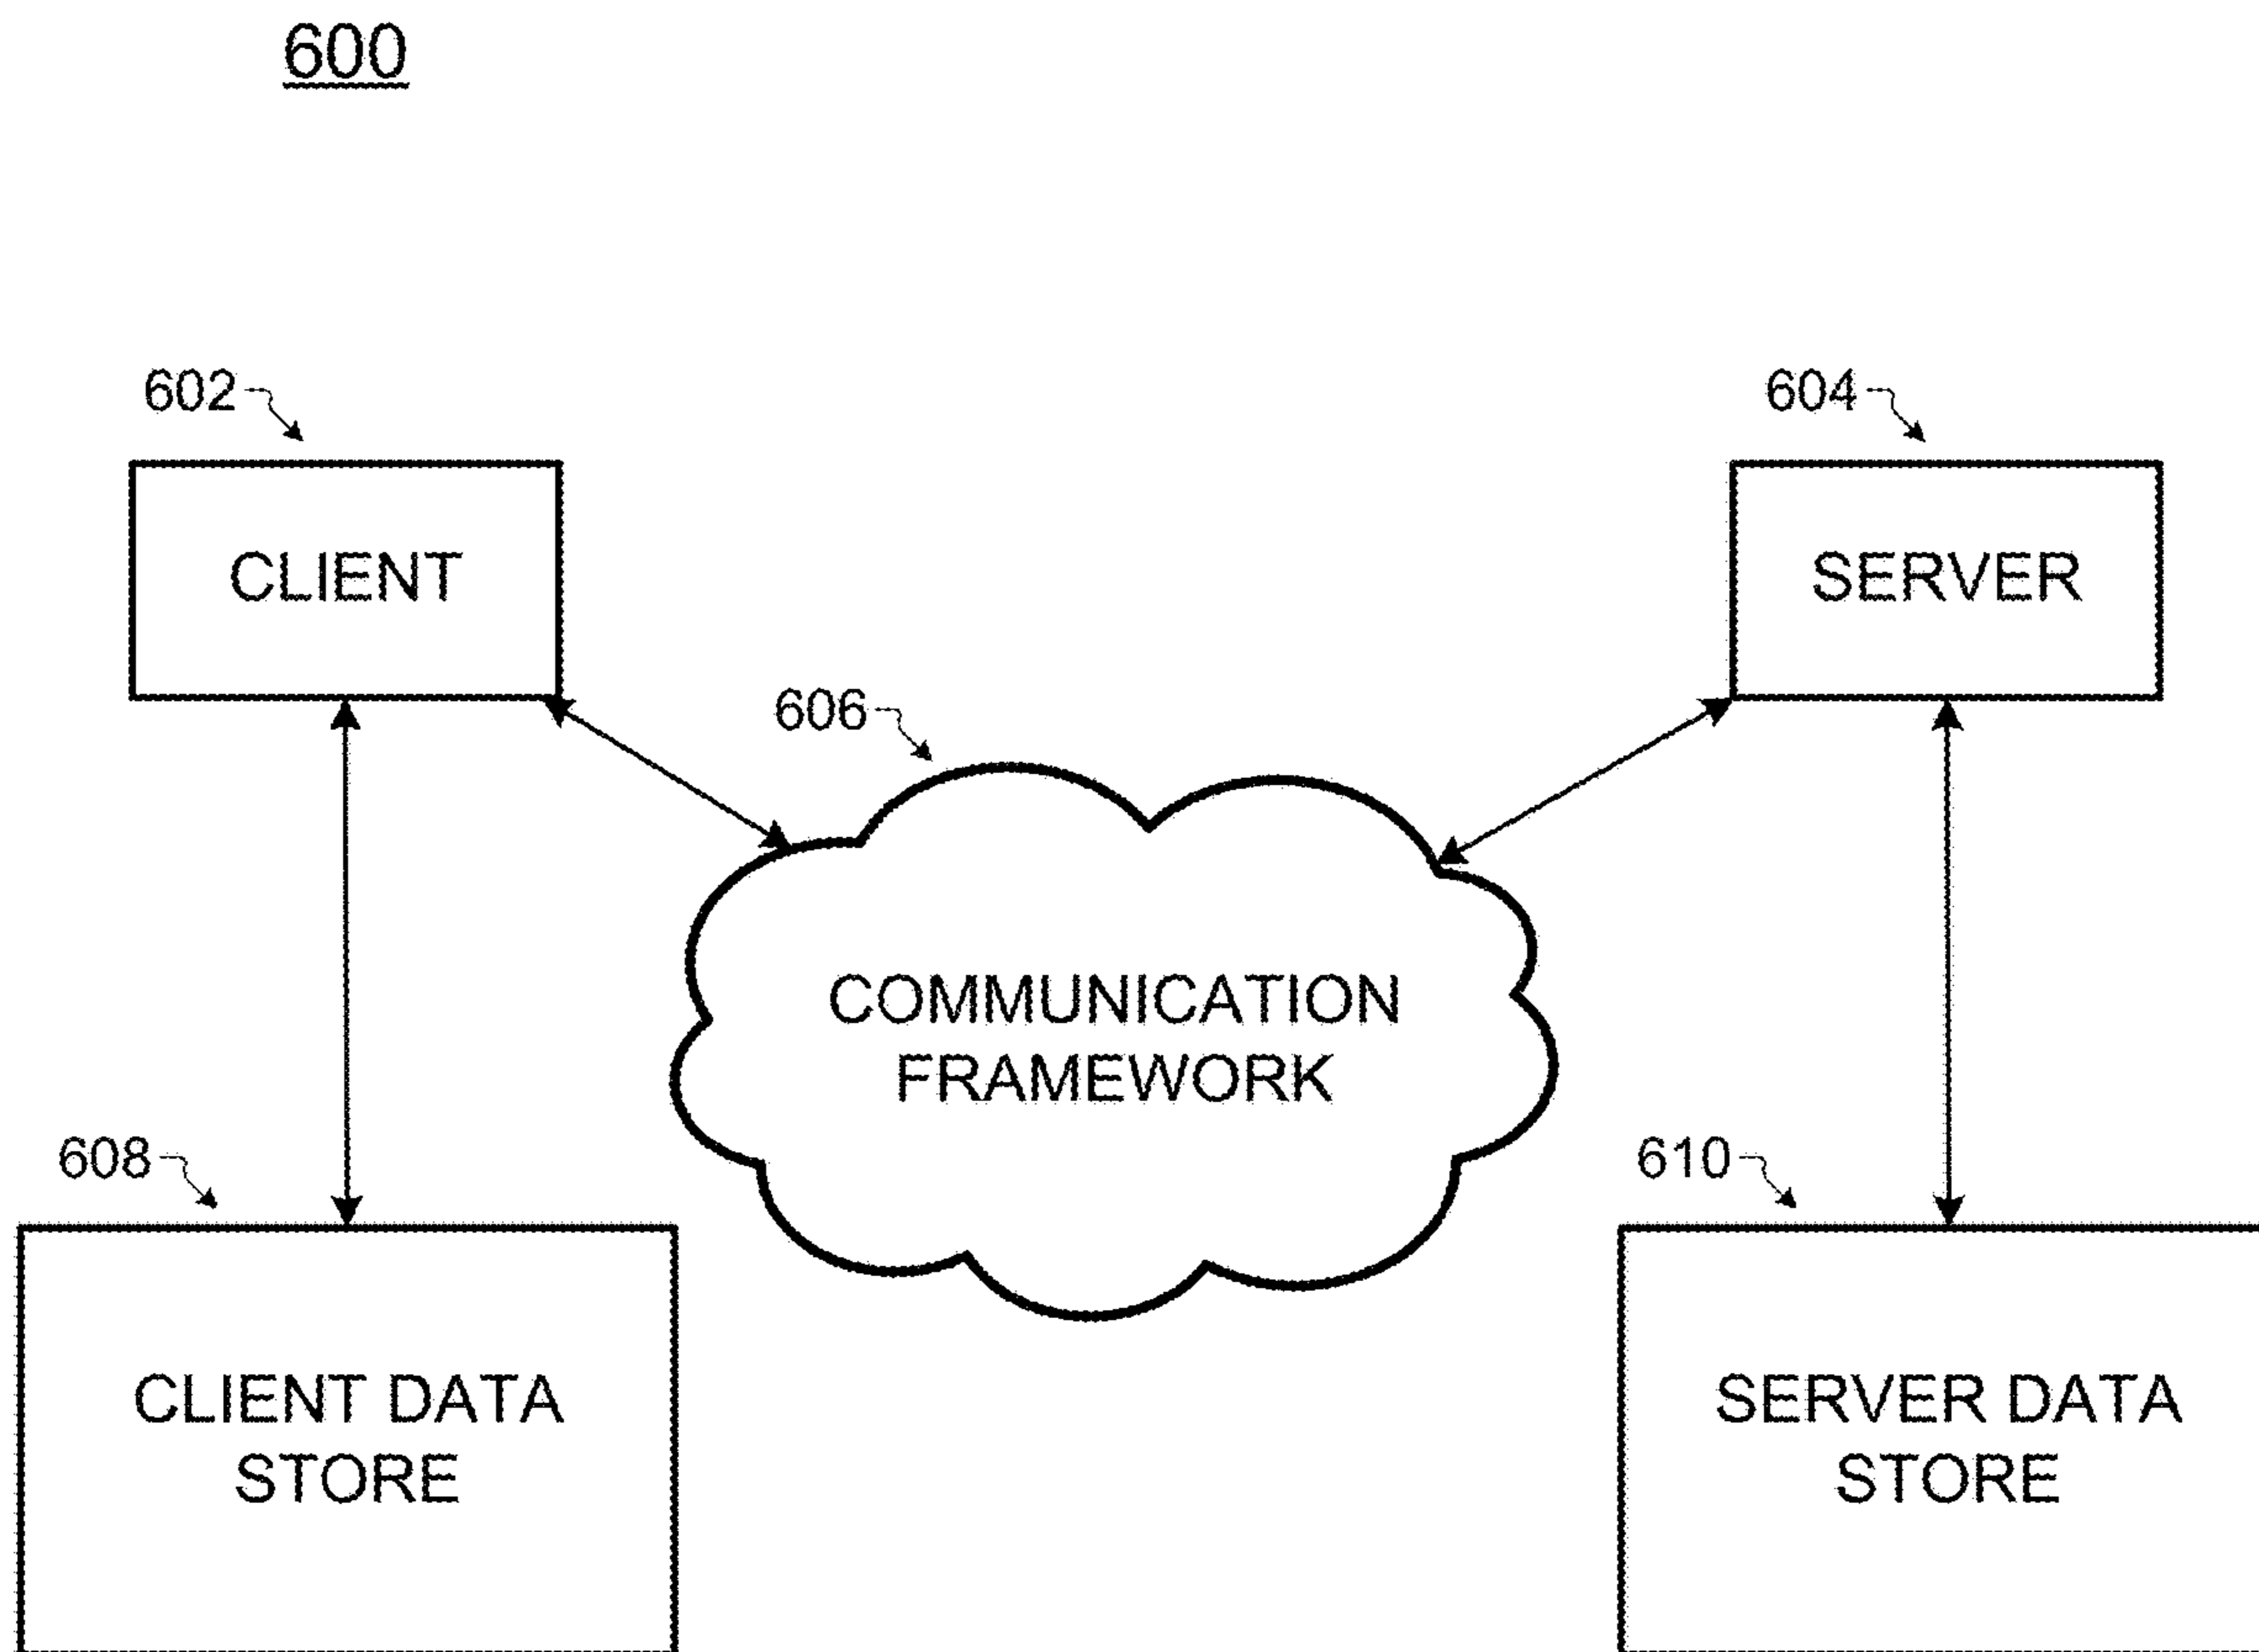 600
602
604
CLIENT
SERVER
606
COMMUNICATION
FRAMEWORK
608
610
CLIENT DATA
STORE
SERVER DATA
STORE